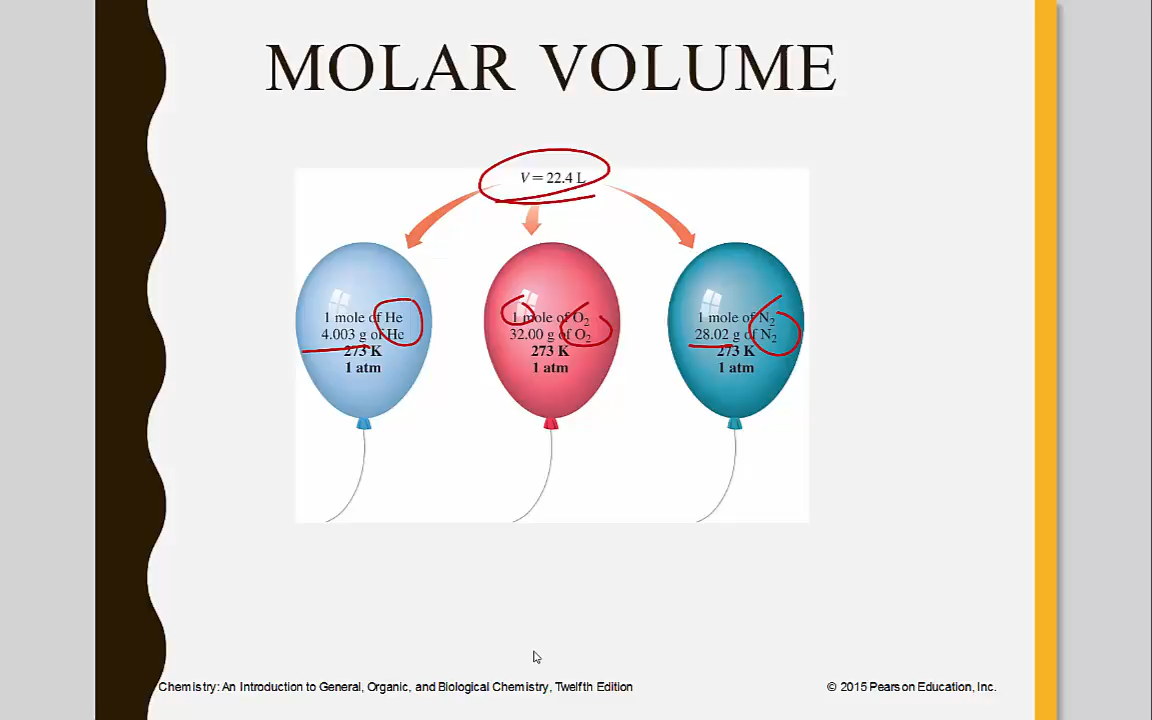 MOLAR VOLUME
V = 22.4 L
1 mole of He
4.003 g of He
273 K
1 atm
1 mole of O₂
32.00 g of O₂
273 K
1 atm
1 mole of N₂
28.02 g of N₂
273 K
1 atm
Chemistry: An Introduction to General, Organic, and Biological Chemistry, Twelfth Edition
© 2015 Pearson Education, Inc.